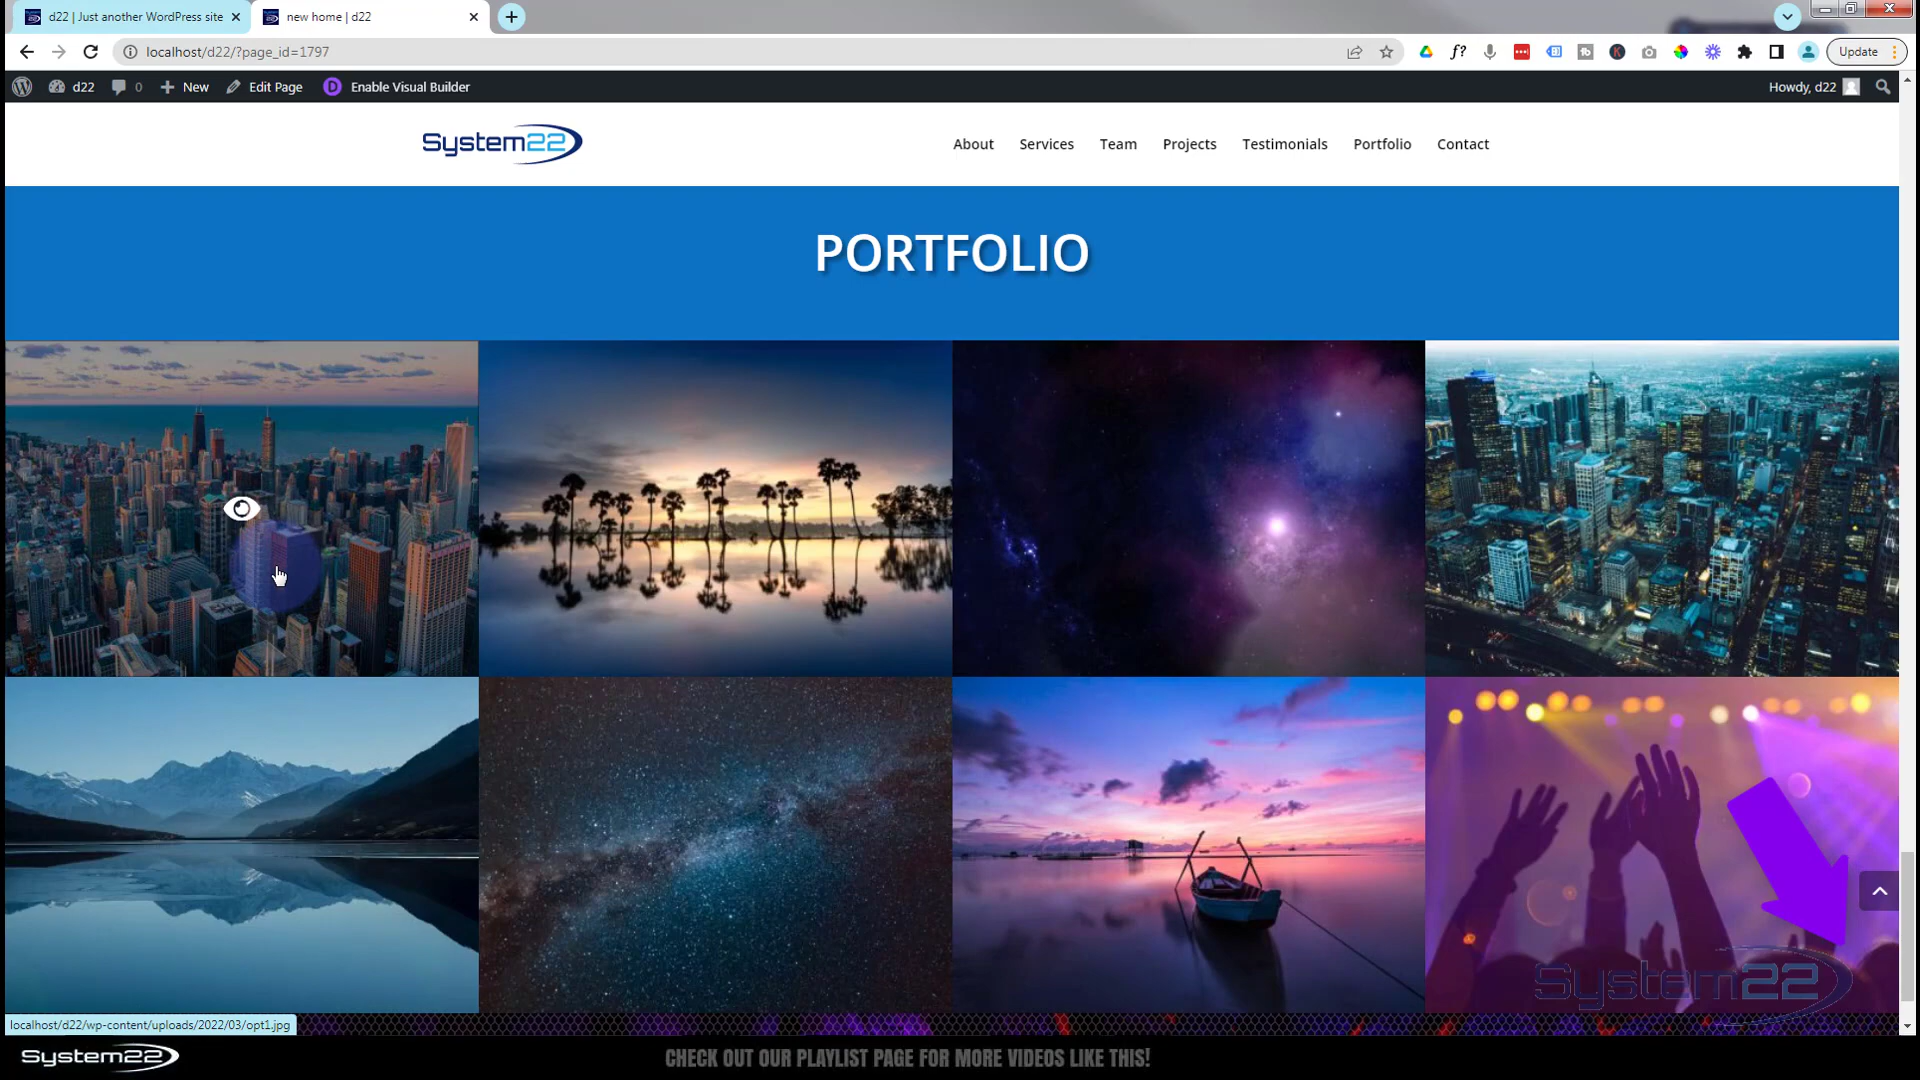 d22 | Just another WordPress site
new home | d22
localhost/d22/?page_id=1797
Update
d22
0
New
Edit Page
Enable Visual Builder
Howdy, d22
System22
About
Services
Team
Projects
Testimonials
Portfolio
Contact
PORTFOLIO
System22
localhost/d22/wp-content/uploads/2022/03/opt1.jpg
System22
CHECK OUT OUR PLAYLIST PAGE FOR MORE VIDEOS LIKE THIS!